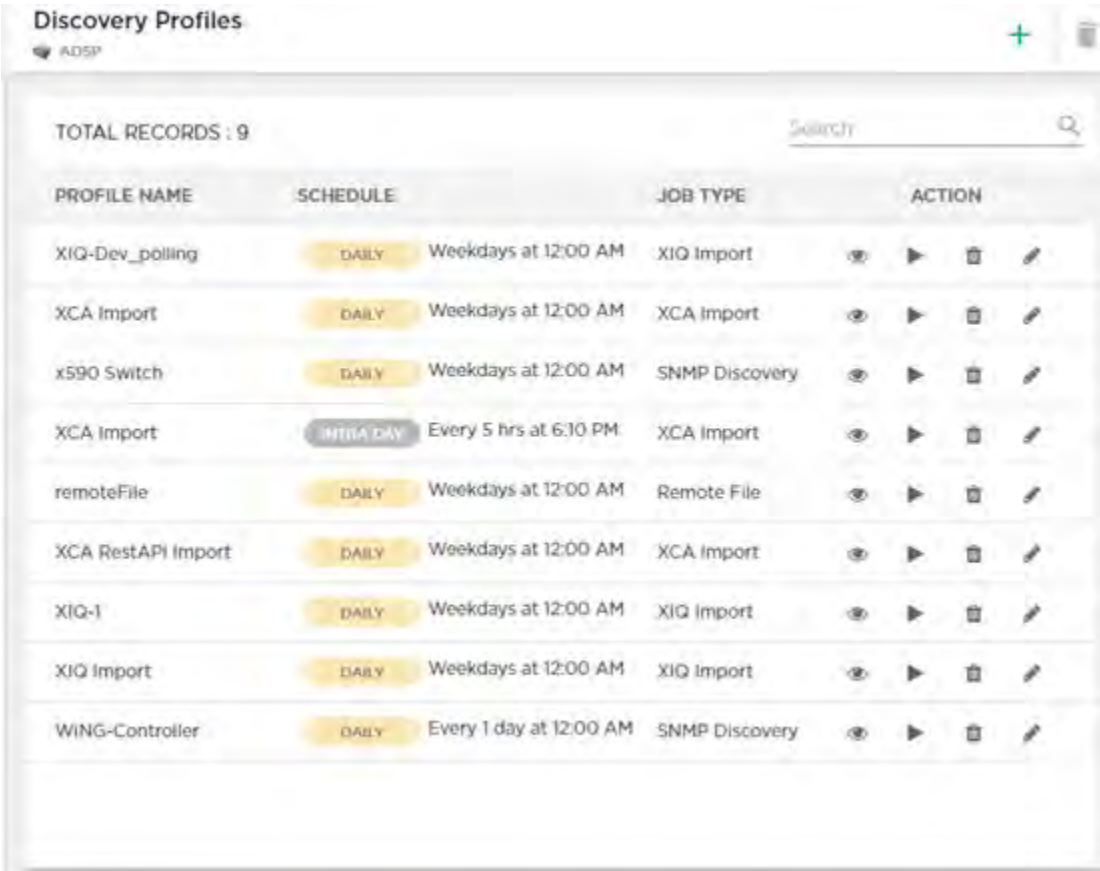 Discovery Profiles
ADSP
TOTAL RECORDS : 9
Search
PROFILE NAME SCHEDULE JOB TYPE ACTION
XIQ-Dev_polling DAILY Weekdays at 12:00 AM XIQ Import
XCA Import DAILY Weekdays at 12:00 AM XCA Import
x590 Switch DAILY Weekdays at 12:00 AM SNMP Discovery
XCA Import INTRA DAY Every 5 hrs at 6:10 PM XCA Import
remoteFile DAILY Weekdays at 12:00 AM Remote File
XCA RestAPI Import DAILY Weekdays at 12:00 AM XCA Import
XIQ-1 DAILY Weekdays at 12:00 AM XIQ Import
XIQ Import DAILY Weekdays at 12:00 AM XIQ Import
WiNG-Controller DAILY Every 1 day at 12:00 AM SNMP Discovery